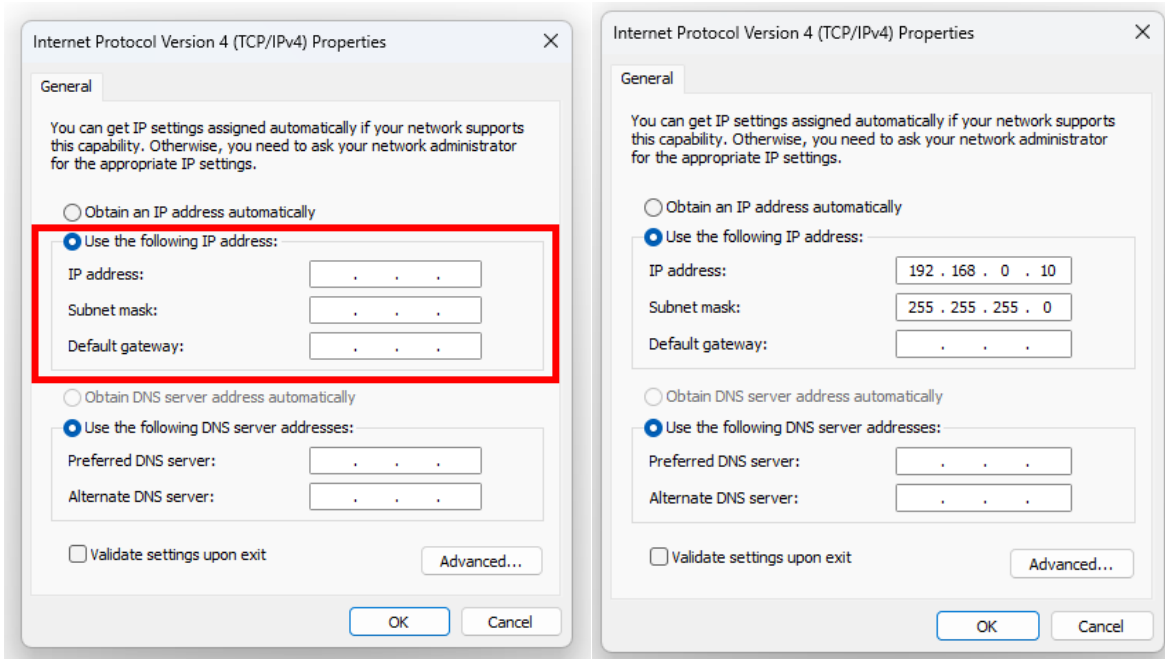 Internet Protocol Version 4 (TCP/IPv4) Properties
General
You can get IP settings assigned automatically if your network supports
this capability. Otherwise, you need to ask your network administrator
for the appropriate IP settings.
Obtain an IP address automatically
Use the following IP address:
IP address: . . .
Subnet mask: . . .
Default gateway: . . .
Obtain DNS server address automatically
Use the following DNS server addresses:
Preferred DNS server: . . .
Alternate DNS server: . . .
Validate settings upon exit
Advanced...
OK Cancel
Internet Protocol Version 4 (TCP/IPv4) Properties
General
You can get IP settings assigned automatically if your network supports
this capability. Otherwise, you need to ask your network administrator
for the appropriate IP settings.
Obtain an IP address automatically
Use the following IP address:
IP address: 192 . 168 . 0 . 10
Subnet mask: 255 . 255 . 255 . 0
Default gateway: . . .
Obtain DNS server address automatically
Use the following DNS server addresses:
Preferred DNS server: . . .
Alternate DNS server: . . .
Validate settings upon exit
Advanced...
OK Cancel